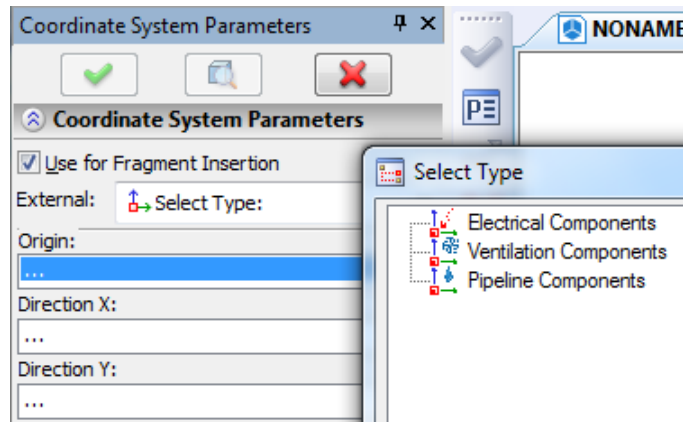 Coordinate System Parameters
NONAME
Coordinate System Parameters
Use for Fragment Insertion
External: Select Type:
Origin:
...
Direction X:
...
Direction Y:
...
PE
Select Type
Electrical Components
Ventilation Components
Pipeline Components